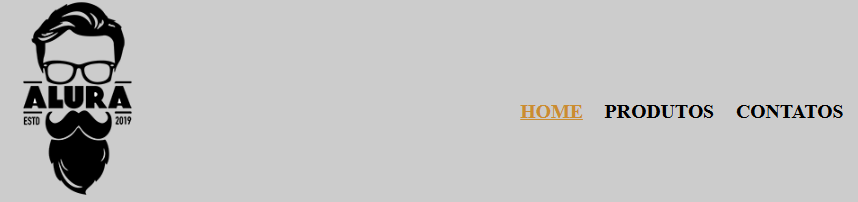 ALURA
ESTD 2019
HOME PRODUTOS CONTATOS